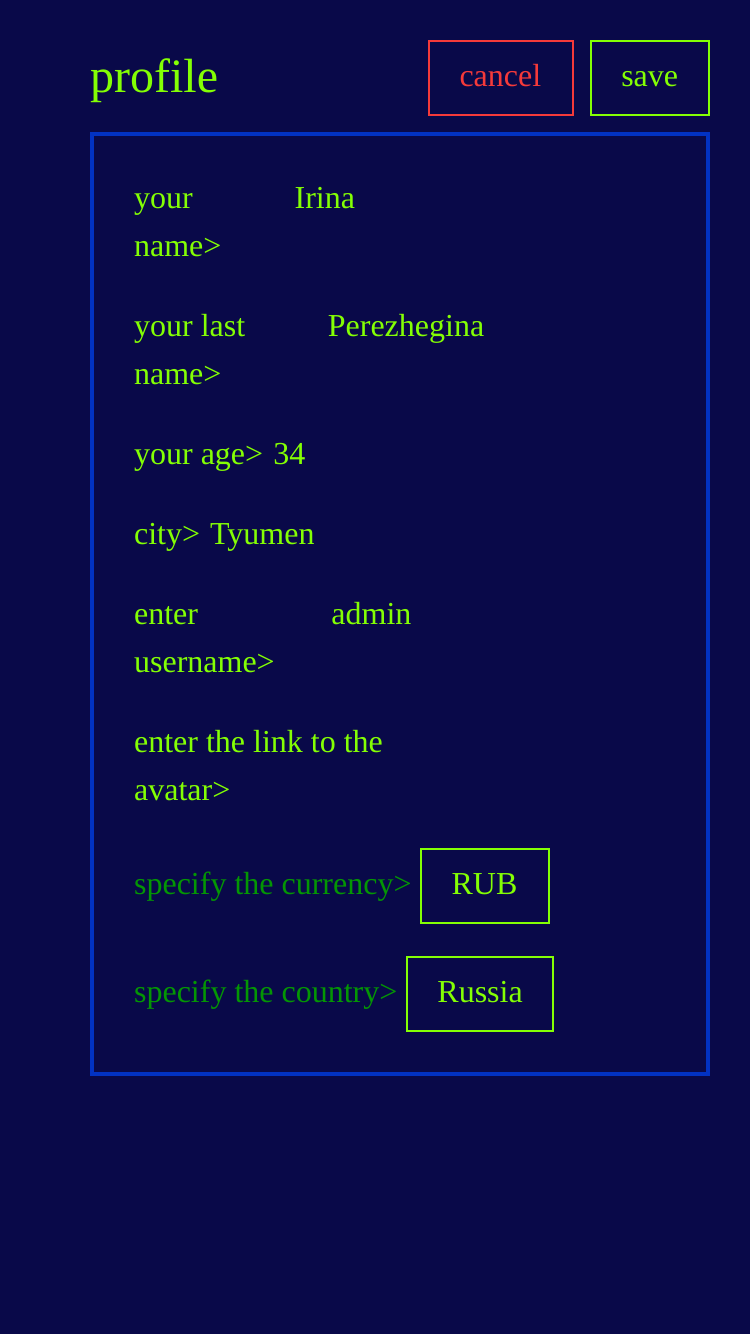 profile cancel save
your Irina
name>
your last Perezhegina
name>
your age> 34
city> Tyumen
enter admin
username>
enter the link to the
avatar>
specify the currency> RUB
specify the country> Russia